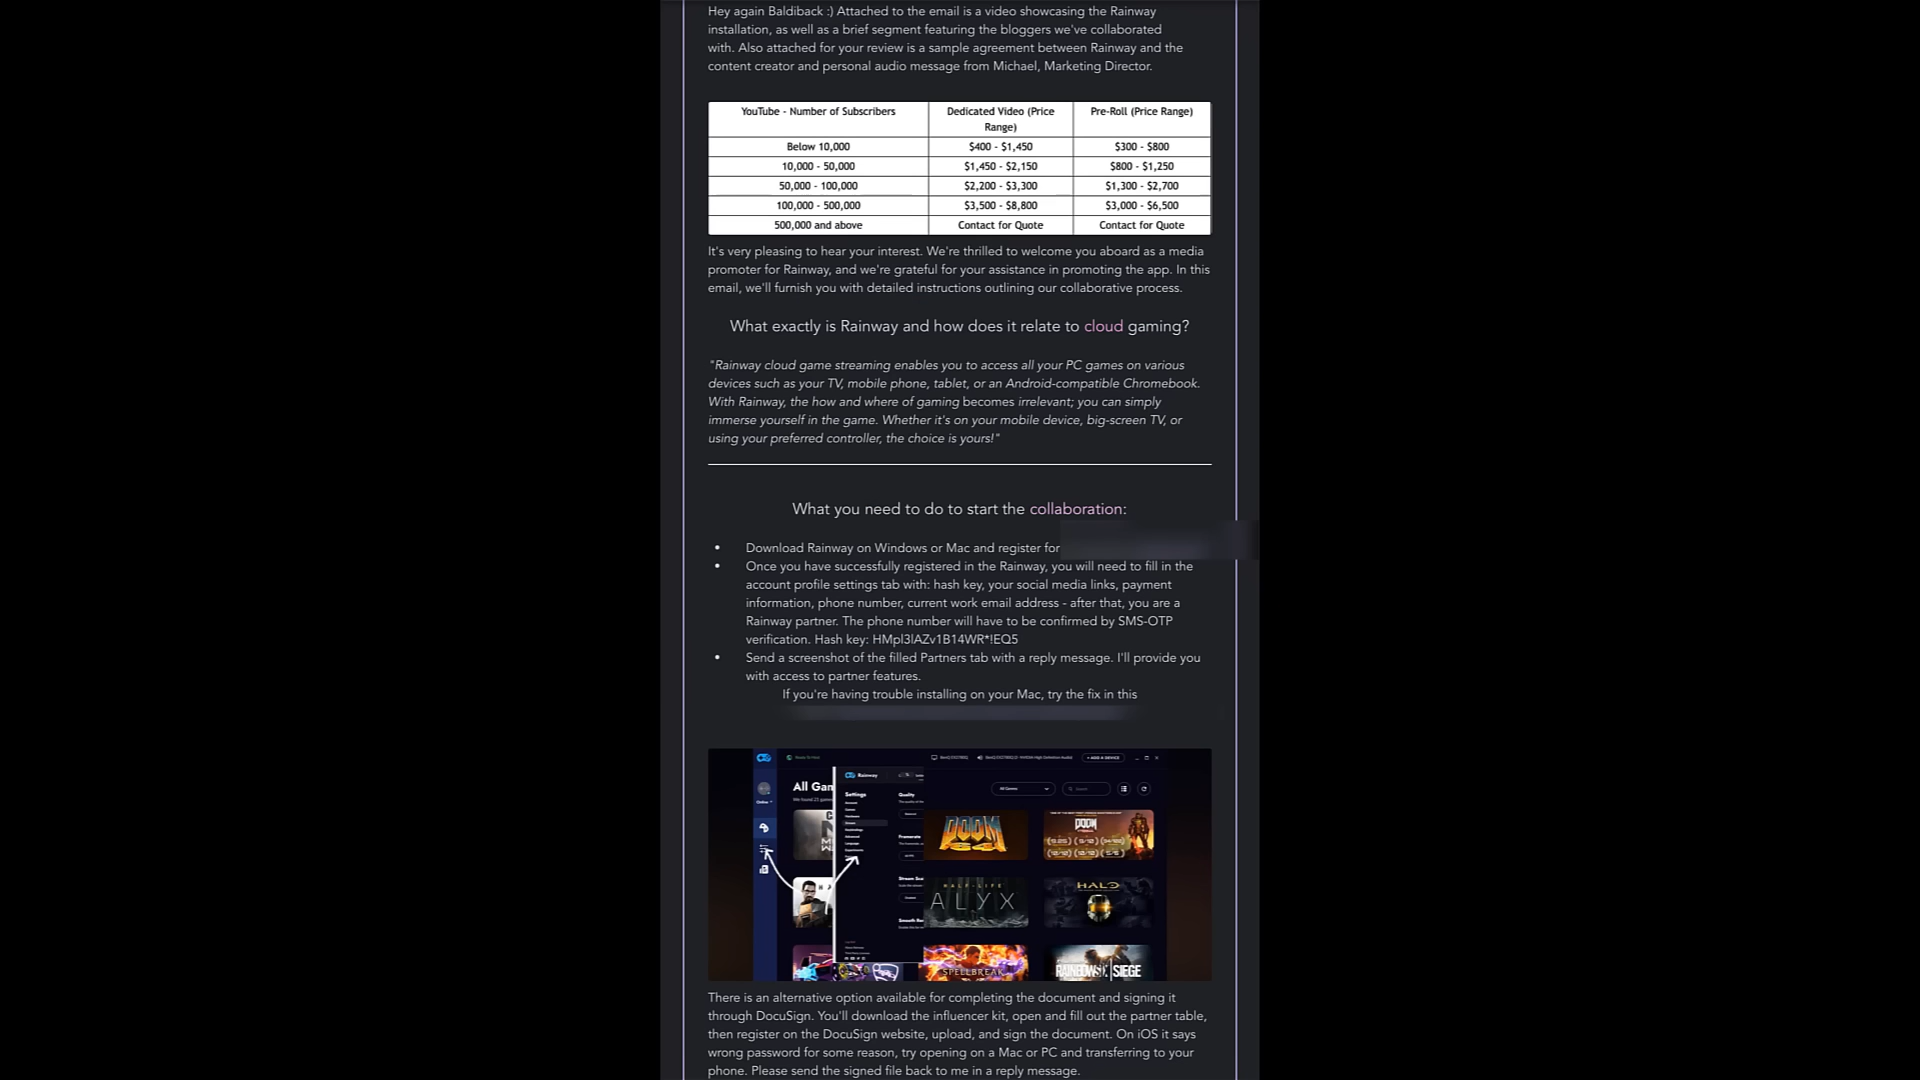 Hey again Baldiback :) Attached to the email is a video showcasing the Rainway
installation, as well as a brief segment featuring the bloggers we've collaborated
with. Also attached for your review is a sample agreement between Rainway and the
content creator and personal audio message from Michael, Marketing Director.
YouTube - Number of Subscribers Dedicated Video (Price Range) Pre-Roll (Price Range)
Below 10,000 $400 - $1,450 $300 - $800
10,000 - 50,000 $1,450 - $2,150 $800 - $1,250
50,000 - 100,000 $2,200 - $3,300 $1,300 - $2,700
100,000 - 500,000 $3,500 - $8,800 $3,000 - $6,500
500,000 and above Contact for Quote Contact for Quote
It's very pleasing to hear your interest. We're thrilled to welcome you aboard as a media
promoter for Rainway, and we're grateful for your assistance in promoting the app. In this
email, we'll furnish you with detailed instructions outlining our collaborative process.
What exactly is Rainway and how does it relate to cloud gaming?
"Rainway cloud game streaming enables you to access all your PC games on various
devices such as your TV, mobile phone, tablet, or an Android-compatible Chromebook.
With Rainway, the how and where of gaming becomes irrelevant; you can simply
immerse yourself in the game. Whether it's on your mobile device, big-screen TV, or
using your preferred controller, the choice is yours!"
What you need to do to start the collaboration:
• Download Rainway on Windows or Mac and register for
• Once you have successfully registered in the Rainway, you will need to fill in the
account profile settings tab with: hash key, your social media links, payment
information, phone number, current work email address - after that, you are a
Rainway partner. The phone number will have to be confirmed by SMS-OTP
verification. Hash key: HMpl3lAZv1B14WR*!EQ5
• Send a screenshot of the filled Partners tab with a reply message. I'll provide you
with access to partner features.
If you're having trouble installing on your Mac, try the fix in this
+ ADD A DEVICE
Rainway
All Gam
Settings
Quality
All Games
Search
Online
DOOM 64
DOOM
HALF-LIFE
ALYX
HALO
SPELLBREAK
RAINBOW SIEGE
There is an alternative option available for completing the document and signing it
through DocuSign. You'll download the influencer kit, open and fill out the partner table,
then register on the DocuSign website, upload, and sign the document. On iOS it says
wrong password for some reason, try opening on a Mac or PC and transferring to your
phone. Please send the signed file back to me in a reply message.